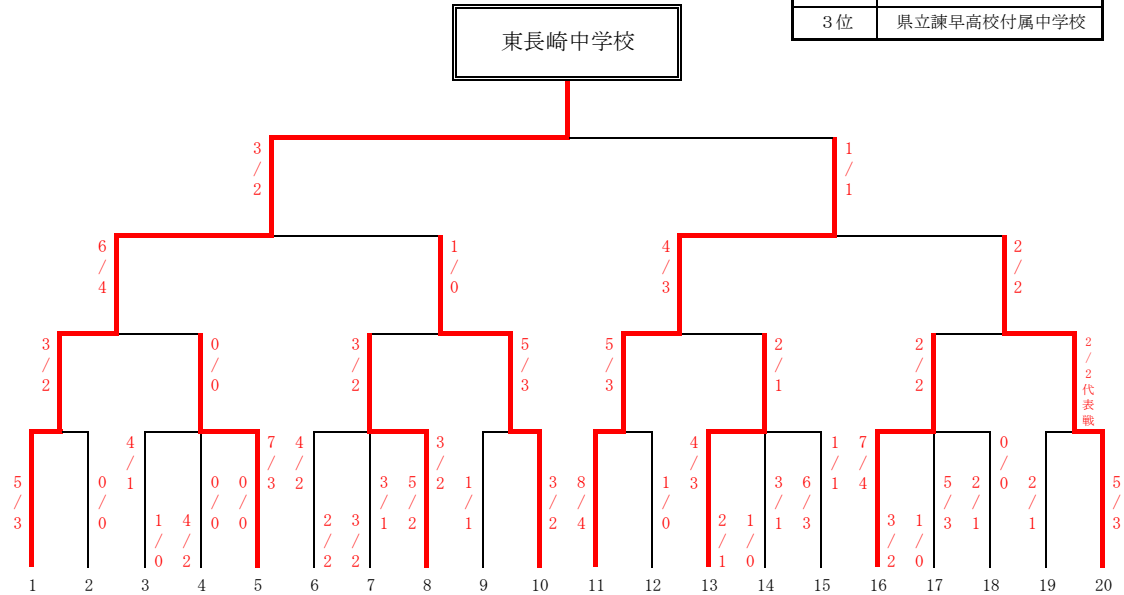 3位 県立諫早高校付属中学校
東長崎中学校
3/2 1/1
6/4 1/0 4/3 2/2
3/2 0/0 3/2 5/3 5/3 2/1 2/2 2/2代表戦
4/1 7/3 4/2 3/2 4/3 1/1 7/4 0/0
5/3 0/0 0/0 0/0 3/1 5/2 1/1 3/2 8/4 1/0 3/1 6/3 5/3 2/1 2/1 5/3
1/0 4/2 2/2 3/2 2/1 1/0 3/2 1/0
1 2 3 4 5 6 7 8 9 10 11 12 13 14 15 16 17 18 19 20